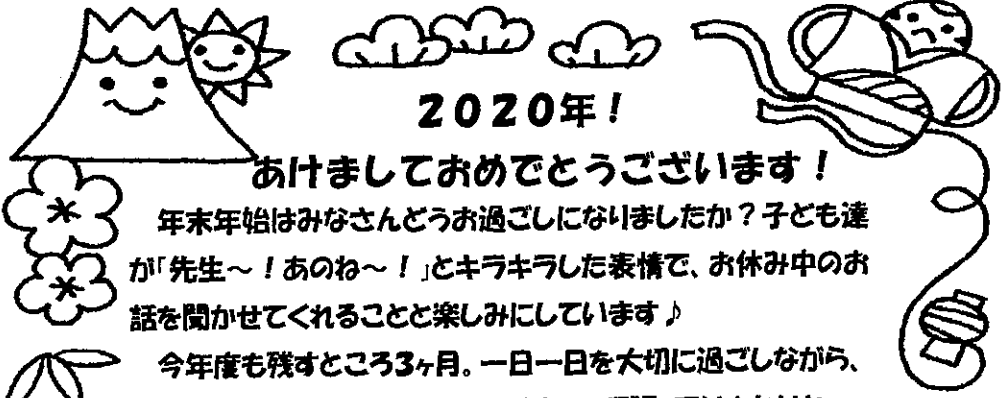 2020年！
あけましておめでとうございます！
年末年始はみなさんどうお過ごしになりましたか？子ども達
が「先生～！あのね～！」とキラキラした表情で、お休み中のお
話を聞かせてくれることと楽しみにしています♪
今年度も残すところ3ヶ月。一日一日を大切に過ごしながら、